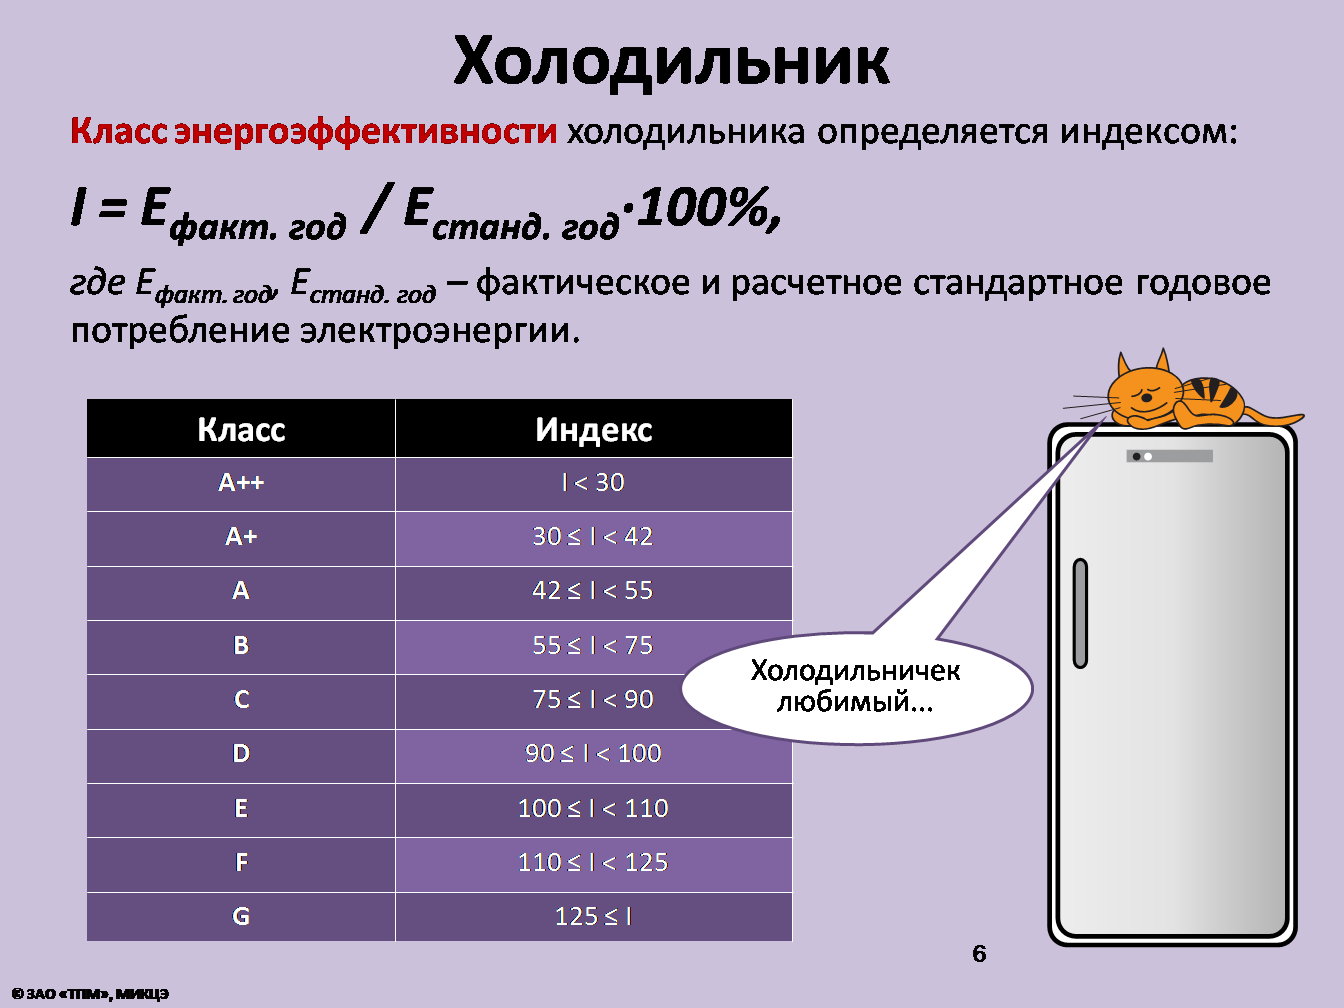 Холодильник
Класс энергоэффективности холодильника определяется индексом:
I = Eфакт. год / Eстанд. год·100%,
где Eфакт. год, Eстанд. год – фактическое и расчетное стандартное годовое
потребление электроэнергии.
Класс Индекс
A++ I < 30
A+ 30 ≤ I < 42
A 42 ≤ I < 55
B 55 ≤ I < 75
C 75 ≤ I < 90
D 90 ≤ I < 100
E 100 ≤ I < 110
F 110 ≤ I < 125
G 125 ≤ I
Холодильничек
любимый...
6
© ЗАО «ТПМ», МИКЦЭ